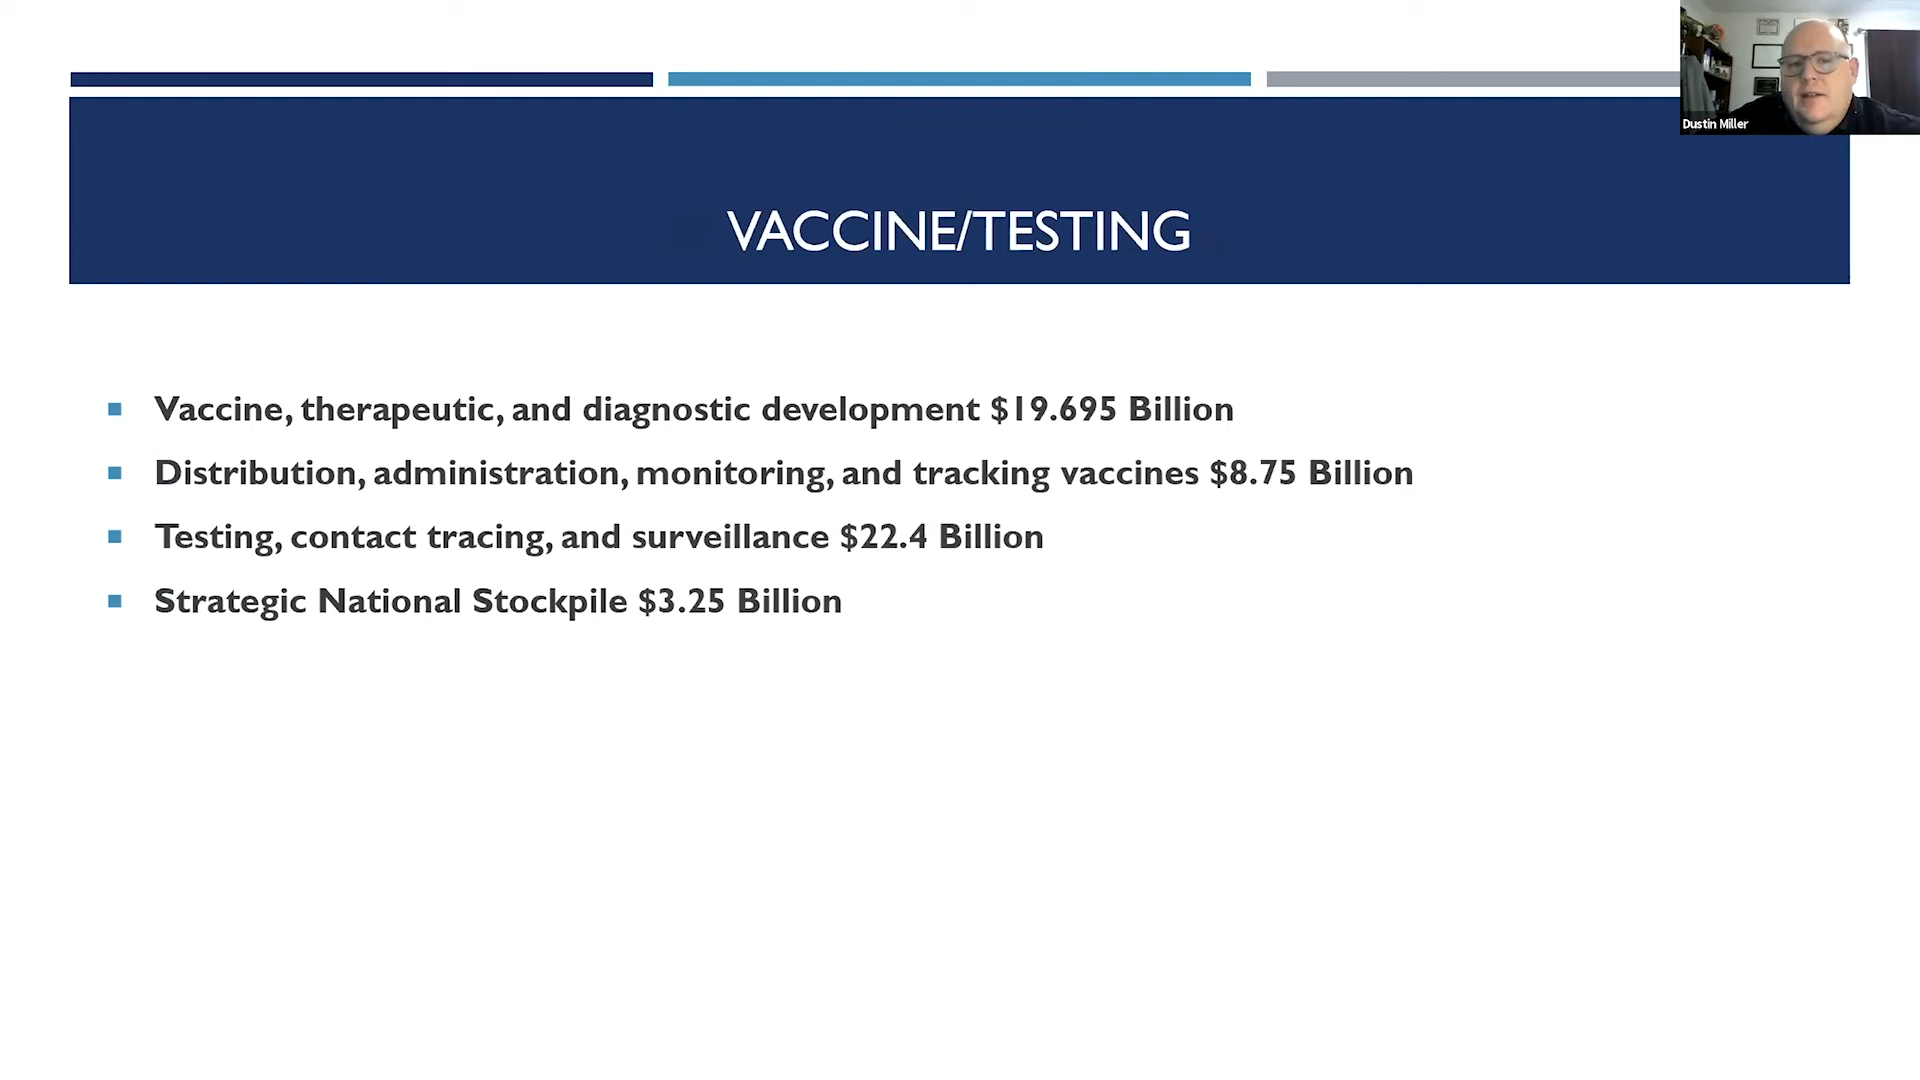 Dustin Miller
VACCINE/TESTING
Vaccine, therapeutic, and diagnostic development $19.695 Billion
Distribution, administration, monitoring, and tracking vaccines $8.75 Billion
Testing, contact tracing, and surveillance $22.4 Billion
Strategic National Stockpile $3.25 Billion